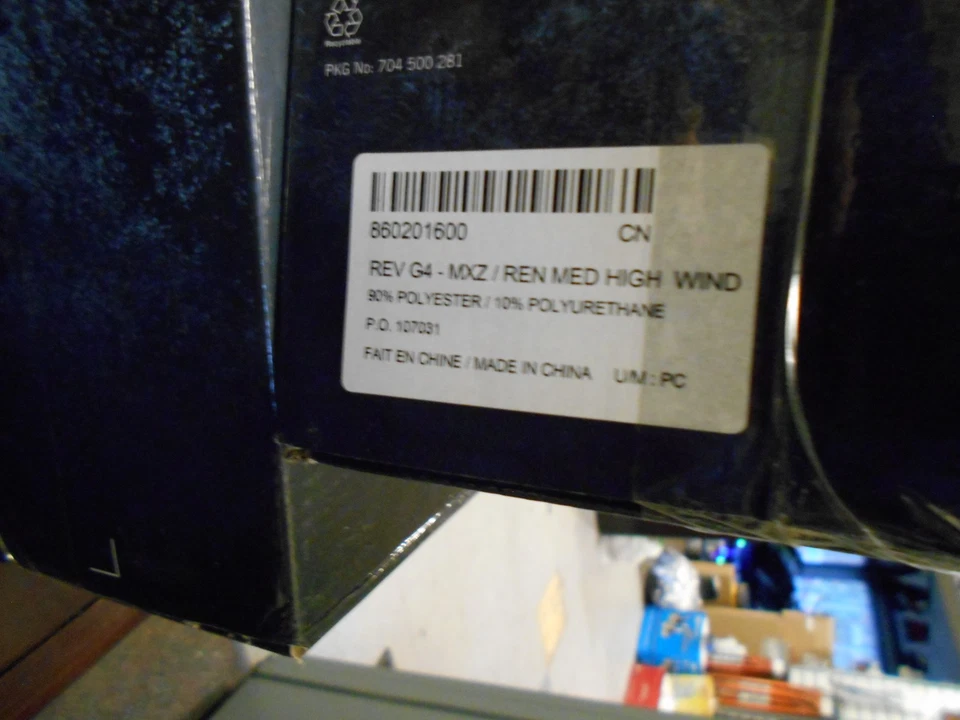 Recyclable
PKG No: 704 500 281
860201600 CN
REV G4 - MXZ / REN MED HIGH WIND
90% POLYESTER / 10% POLYURETHANE
P.O. 107031
FAIT EN CHINE / MADE IN CHINA U/M : PC